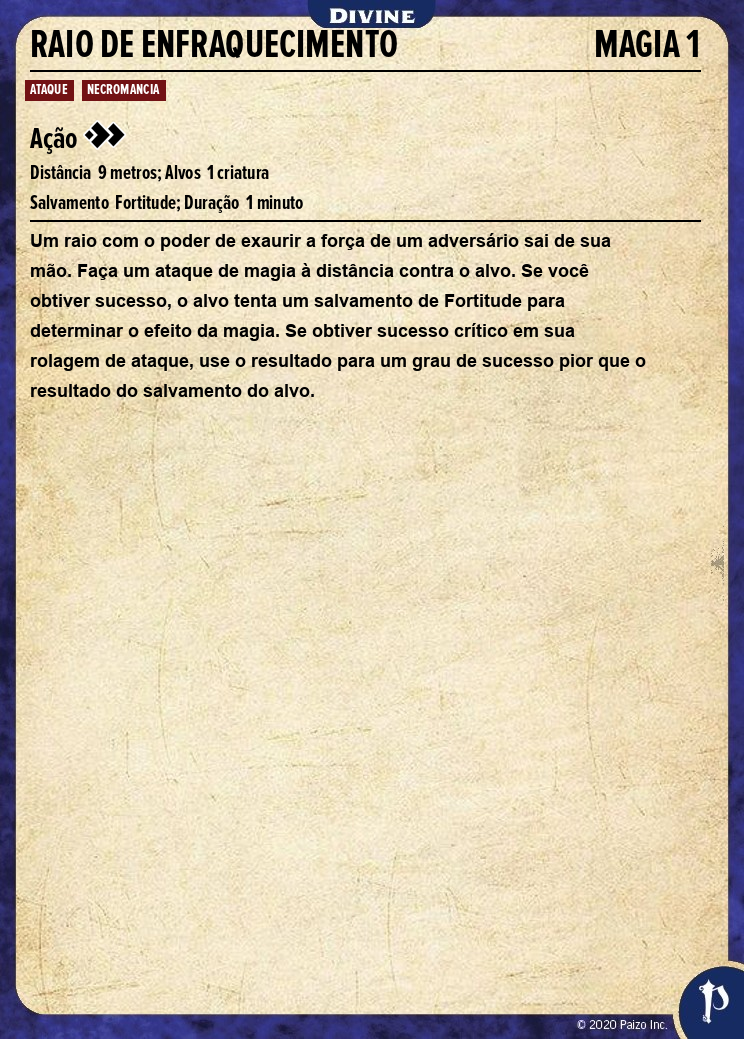 DIVINE
RAIO DE ENFRAQUECIMENTO MAGIA 1
ATAQUE NECROMANCIA
Ação
Distância 9 metros; Alvos 1 criatura
Salvamento Fortitude; Duração 1 minuto
Um raio com o poder de exaurir a força de um adversário sai de sua
mão. Faça um ataque de magia à distância contra o alvo. Se você
obtiver sucesso, o alvo tenta um salvamento de Fortitude para
determinar o efeito da magia. Se obtiver sucesso crítico em sua
rolagem de ataque, use o resultado para um grau de sucesso pior que o
resultado do salvamento do alvo.
© 2020 Paizo Inc.
P